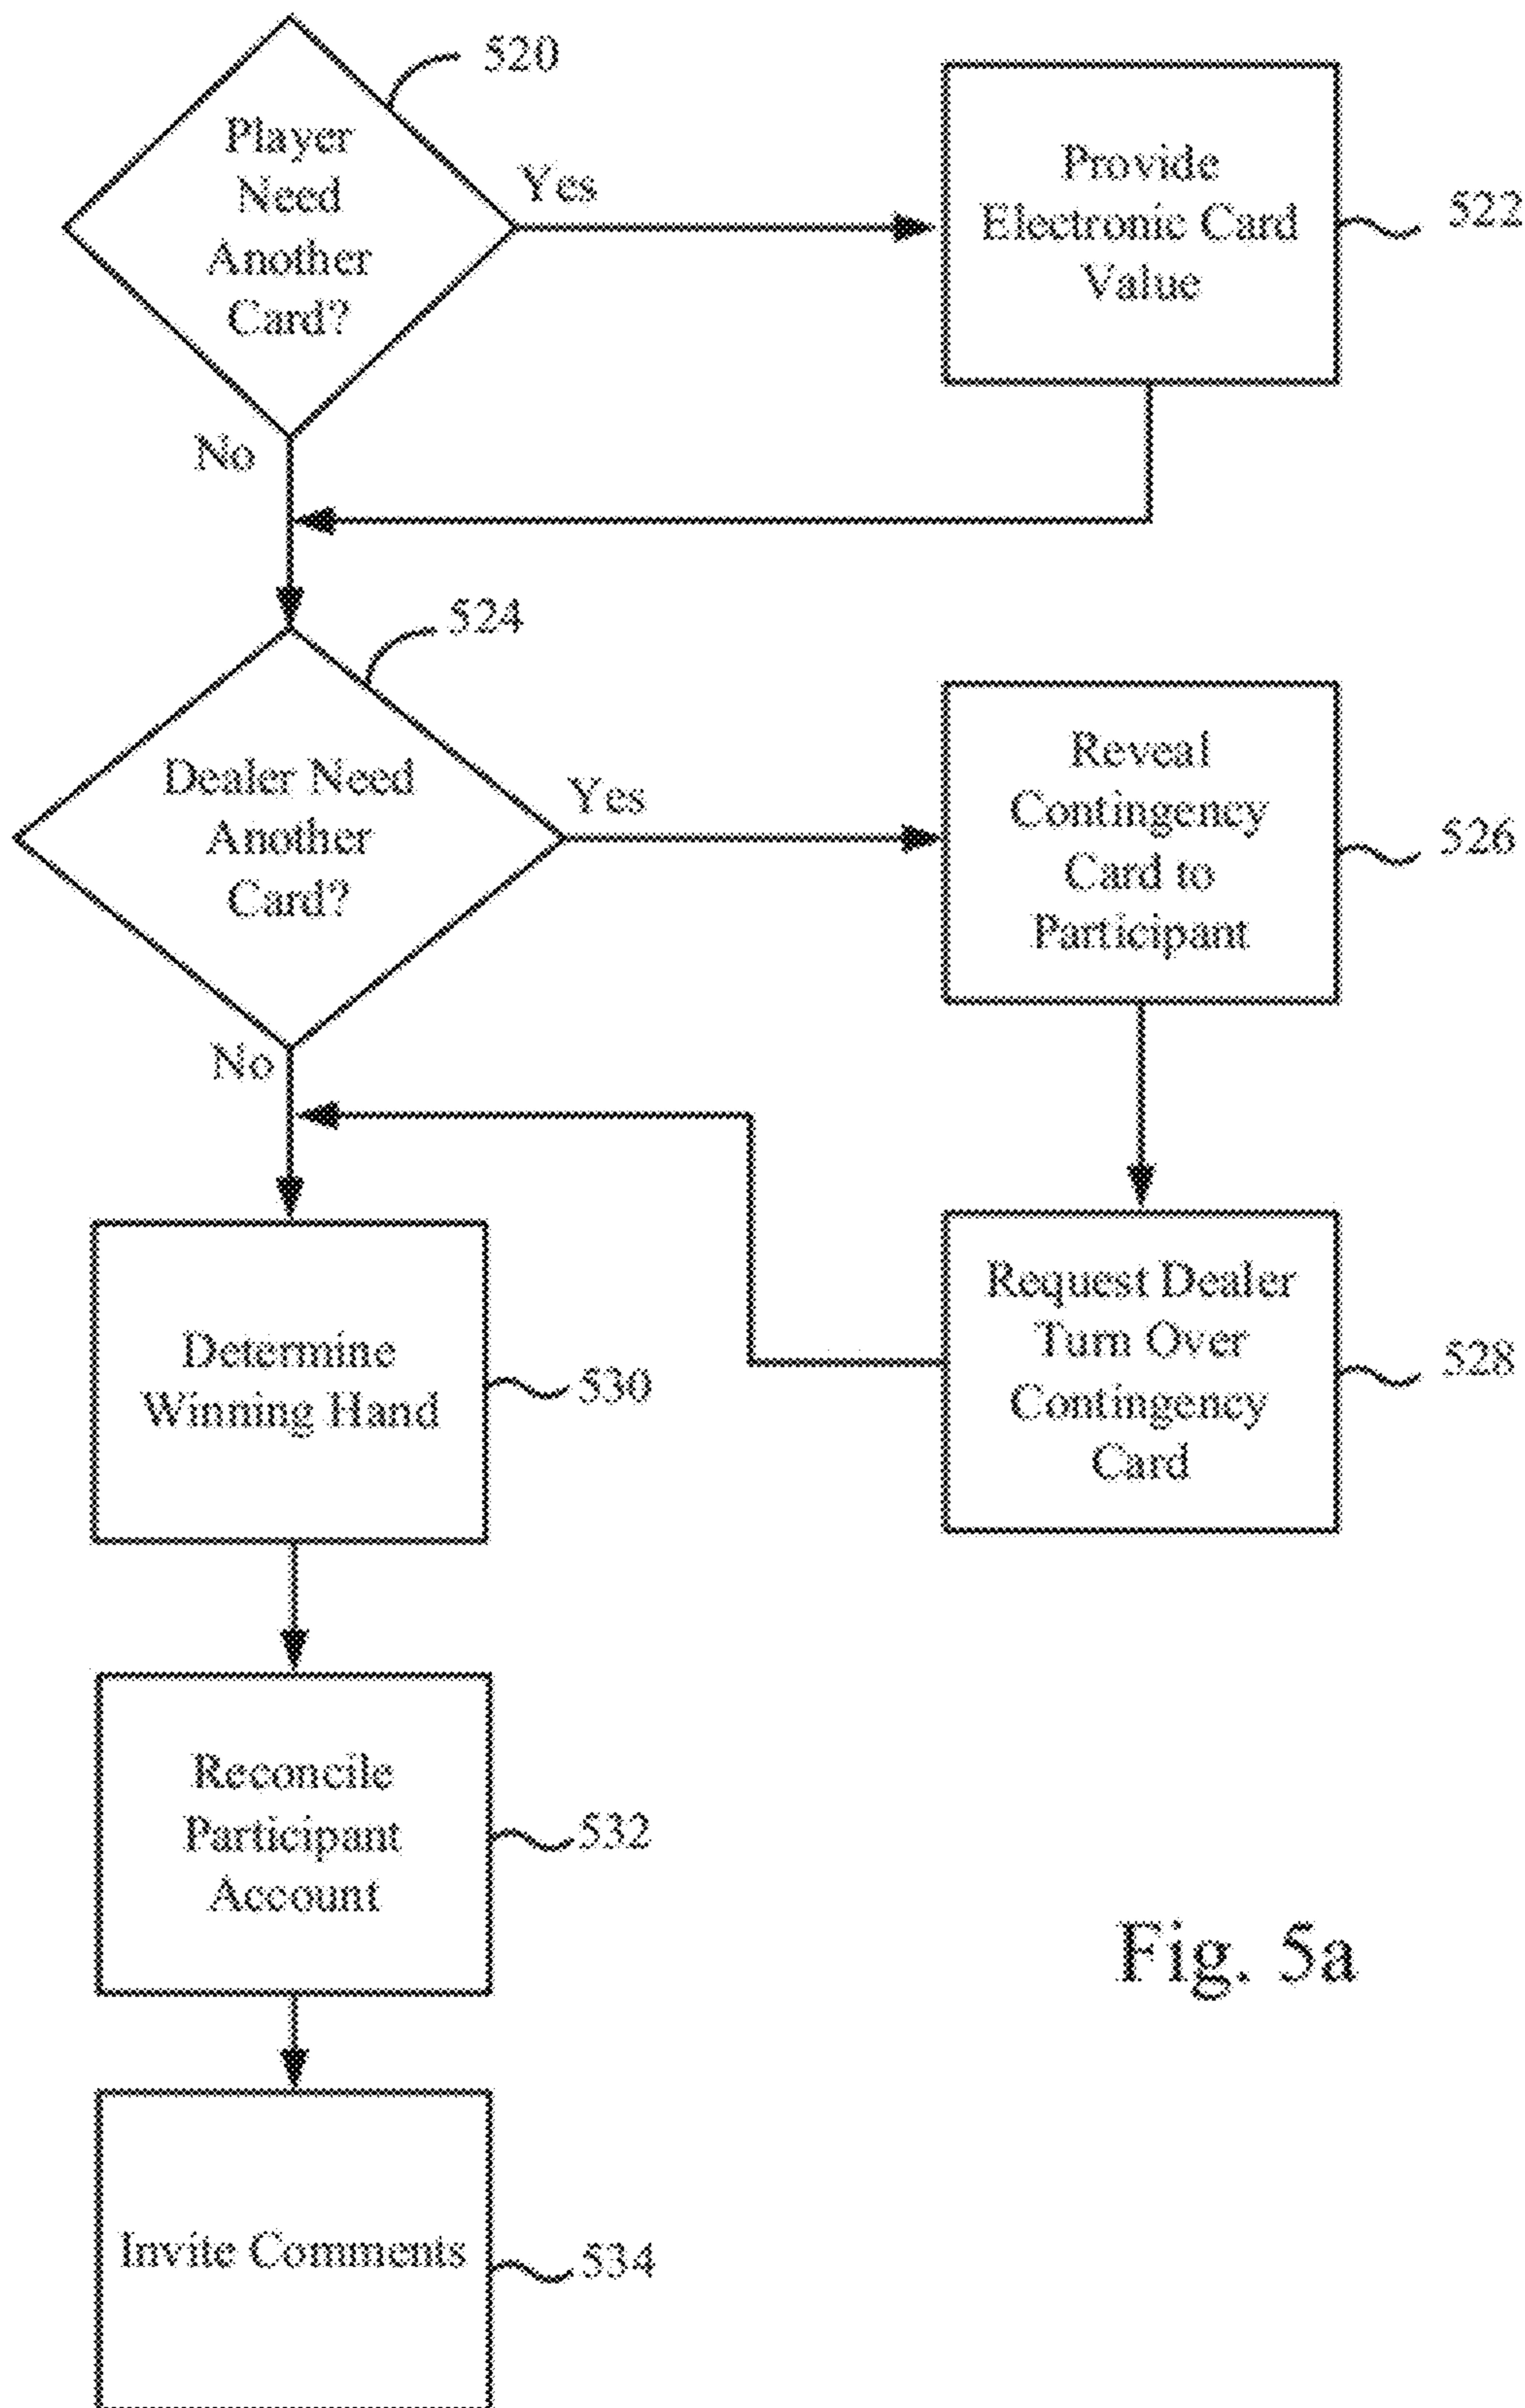 520
Player
Need
Another
Card?
Yes
Provide
Electronic Card
Value
522
No
524
Dealer Need
Another
Card?
Yes
Reveal
Contingency
Card to
Participant
526
No
Request Dealer
Turn Over
Contingency
Card
528
Determine
Winning Hand
530
Reconcile
Participant
Account
532
Fig. 5a
Invite Comments
534